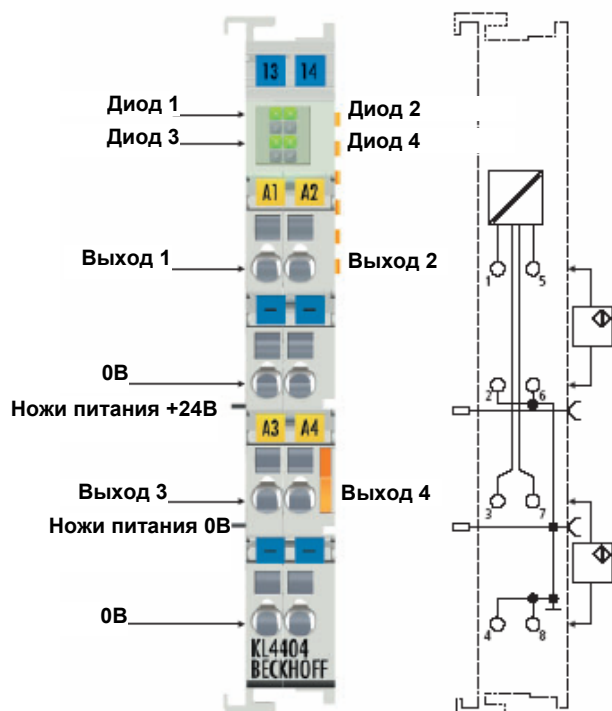 13 14
Диод 1
Диод 2
Диод 3
Диод 4
A1 A2
Выход 1
Выход 2
1
5
0В
2
6
Ножи питания +24В
A3 A4
Выход 3
Выход 4
3
7
Ножи питания 0В
0В
4
8
KL4404
BECKHOFF